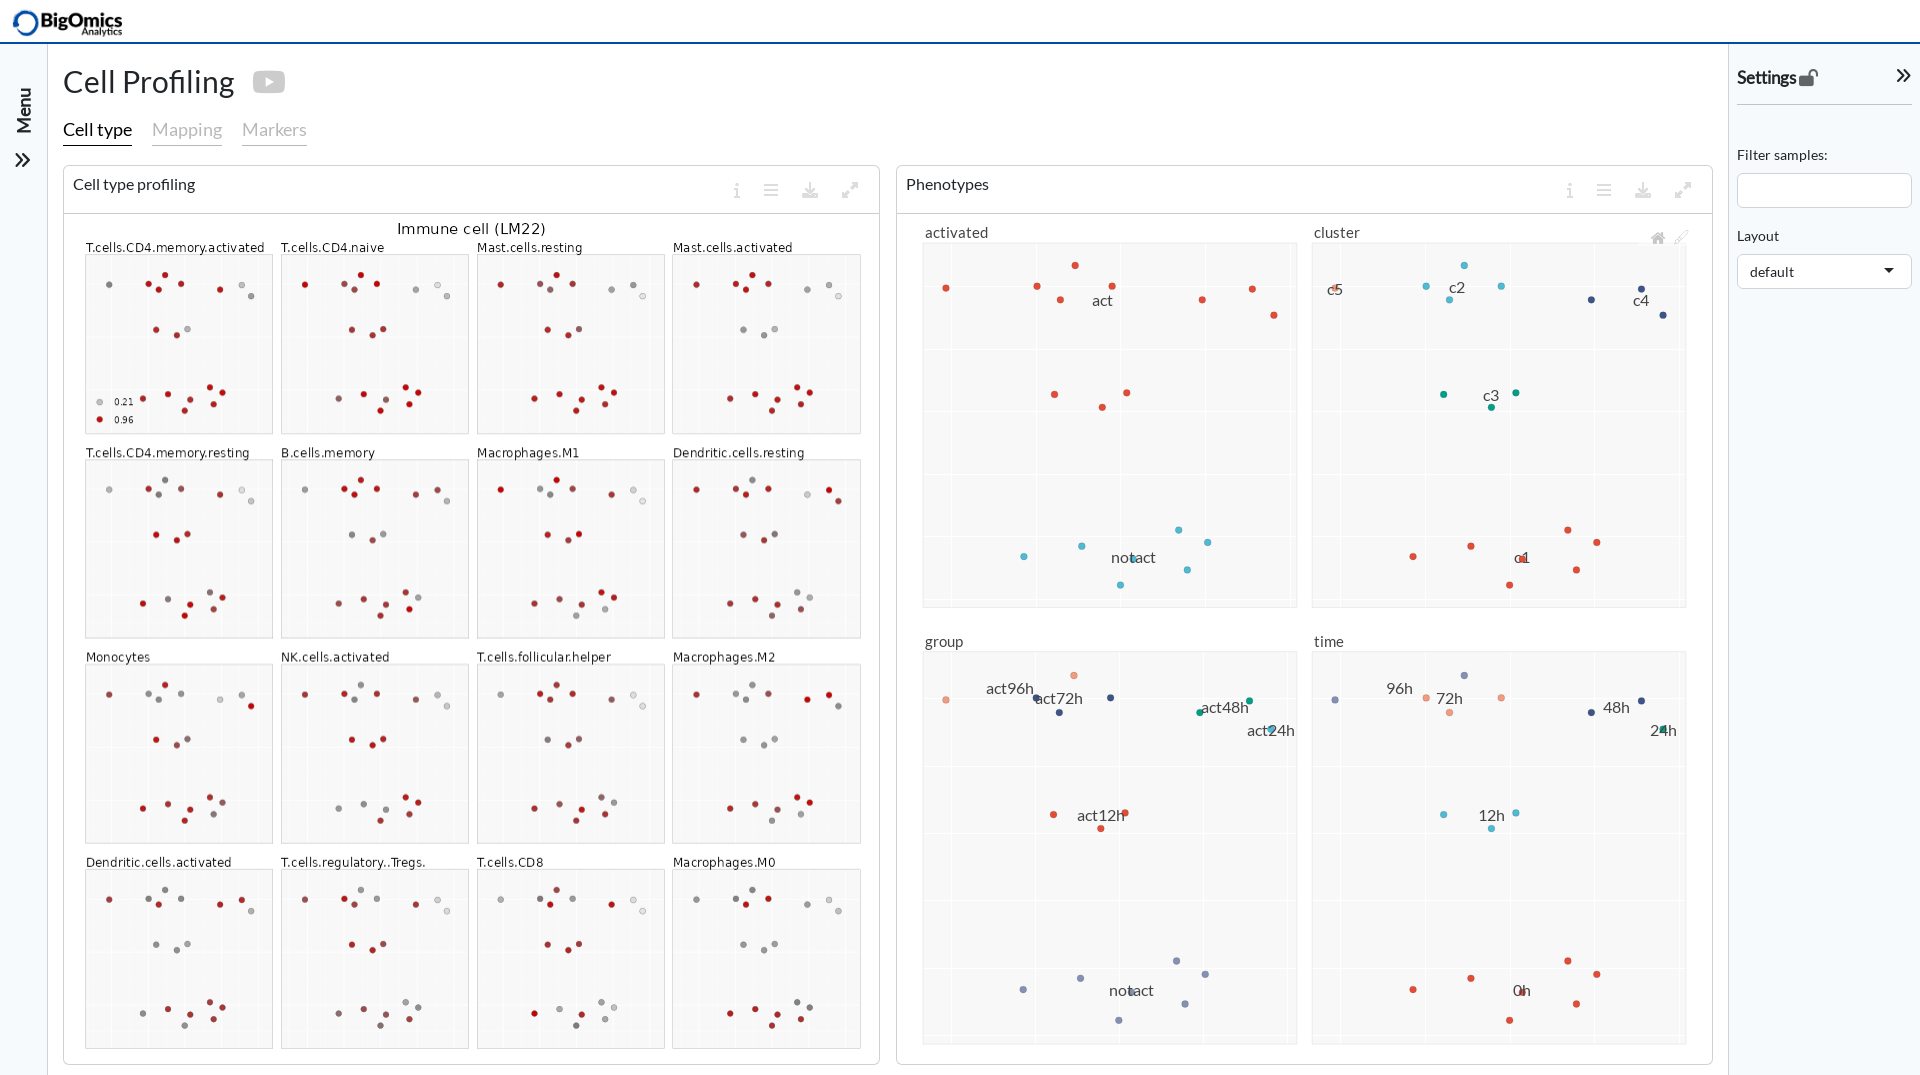 BigOmics
Analytics
Menu
Cell Profiling
Cell type
Mapping
Markers
Cell type profiling
Immune cell (LM22)
T.cells.CD4.memory.activated
T.cells.CD4.naive
Mast.cells.resting
Mast.cells.activated
0.21
0.96
T.cells.CD4.memory.resting
B.cells.memory
Macrophages.M1
Dendritic.cells.resting
Monocytes
NK.cells.activated
T.cells.follicular.helper
Macrophages.M2
Dendritic.cells.activated
T.cells.regulatory..Tregs.
T.cells.CD8
Macrophages.M0
Phenotypes
activated
act
notact
cluster
c5
c2
c4
c3
c1
group
act96h
act72h
act48h
act24h
act12h
notact
time
96h
72h
48h
24h
12h
0h
Settings
Filter samples:
Layout
default